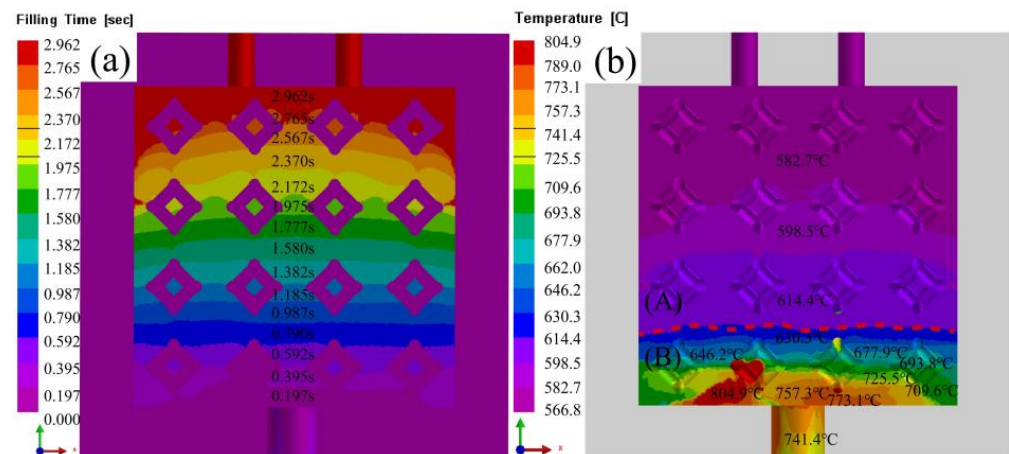 Filling Time [sec]
2.962
2.765
2.567
2.370
2.172
1.975
1.777
1.580
1.382
1.185
0.987
0.790
0.592
0.395
0.197
0.000
x
(a)
2.962s
2.765s
2.567s
2.370s
2.172s
1.975s
1.777s
1.580s
1.382s
1.185s
0.987s
0.790s
0.592s
0.395s
0.197s
Temperature [C]
804.9
789.0
773.1
757.3
741.4
725.5
709.6
693.8
677.9
662.0
646.2
630.3
614.4
598.5
582.7
566.8
x
(b)
582.7℃
598.5℃
(A)
614.4℃
630.3℃
(B)
646.2℃
677.9℃
693.8℃
725.5℃
804.9℃
757.3℃
773.1℃
709.6℃
741.4℃